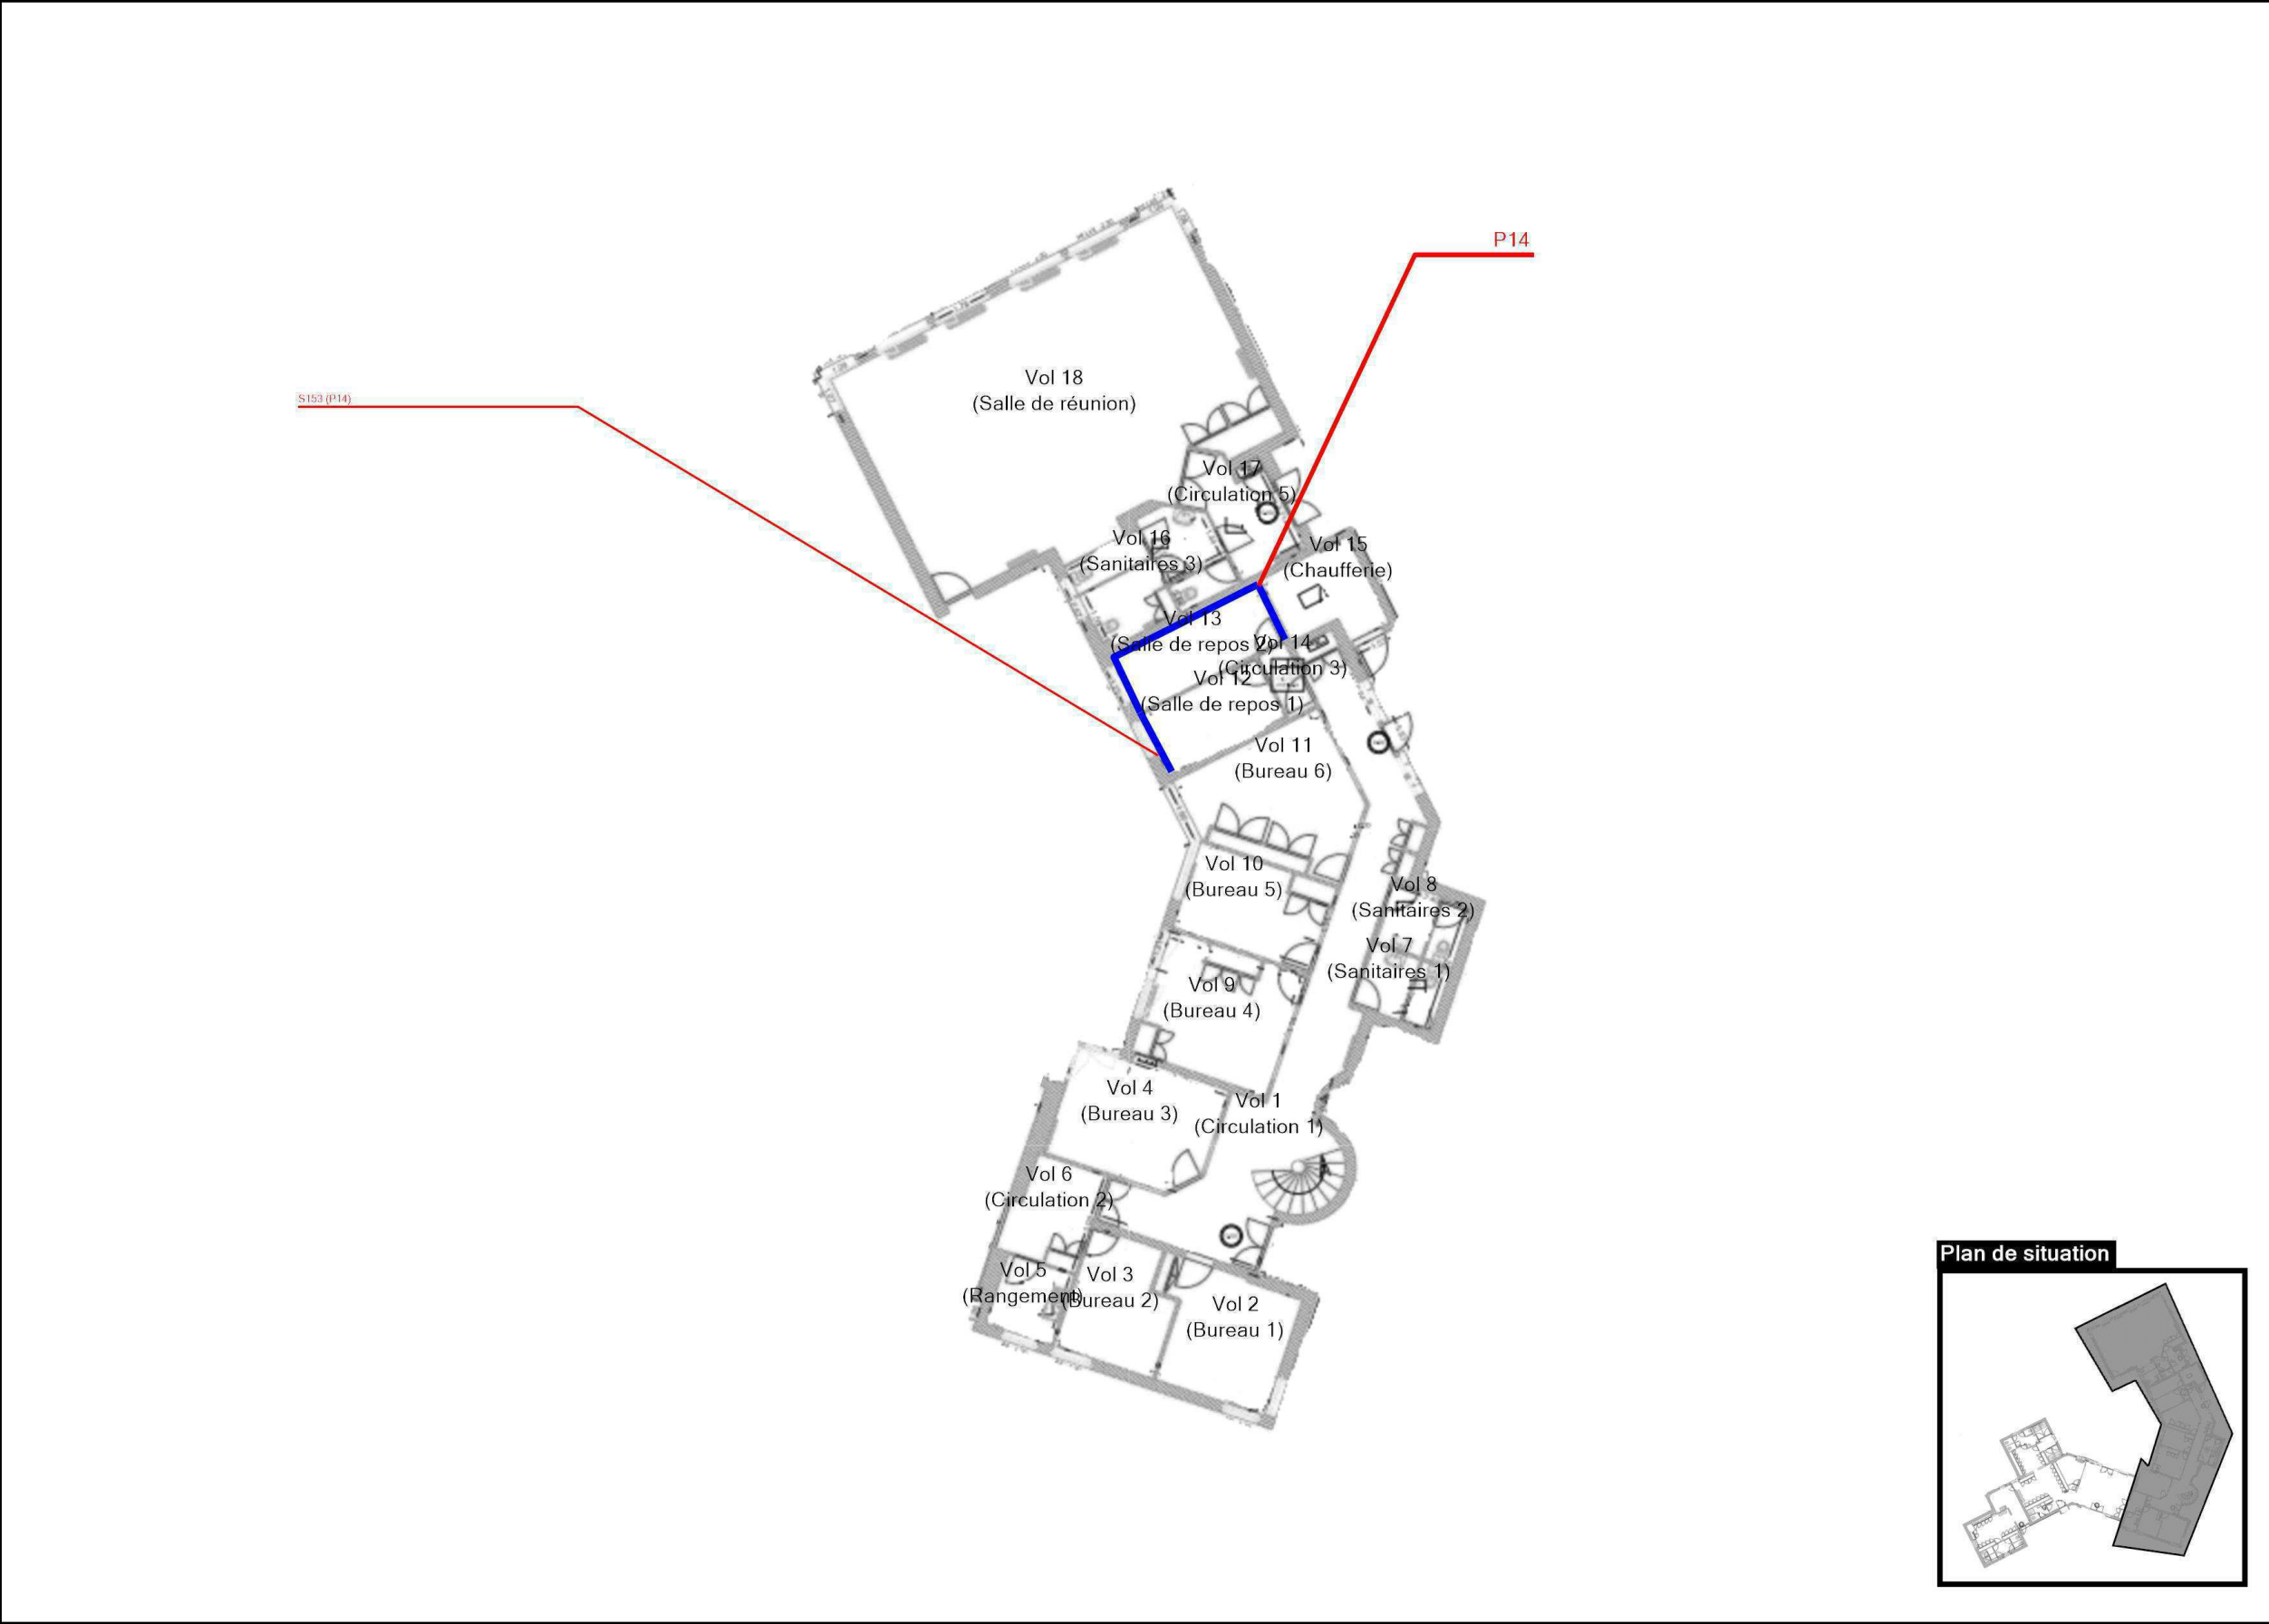 P14
S153 (P14)
Vol 18
(Salle de réunion)
Vol 17
(Circulation 5)
Vol 16
(Sanitaires 3)
Vol 15
(Chaufferie)
Vol 13
(Salle de repos 2)
Vol 14
(Circulation 3)
Vol 12
(Salle de repos 1)
Vol 11
(Bureau 6)
Vol 10
(Bureau 5)
Vol 8
(Sanitaires 2)
Vol 7
(Sanitaires 1)
Vol 9
(Bureau 4)
Vol 4
(Bureau 3)
Vol 1
(Circulation 1)
Vol 6
(Circulation 2)
Vol 5
(Rangement)
Vol 3
(Bureau 2)
Vol 2
(Bureau 1)
Plan de situation